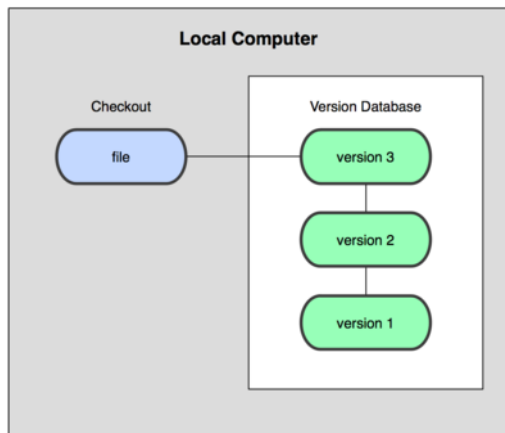 Local Computer
Checkout
Version Database
file
version 3
version 2
version 1